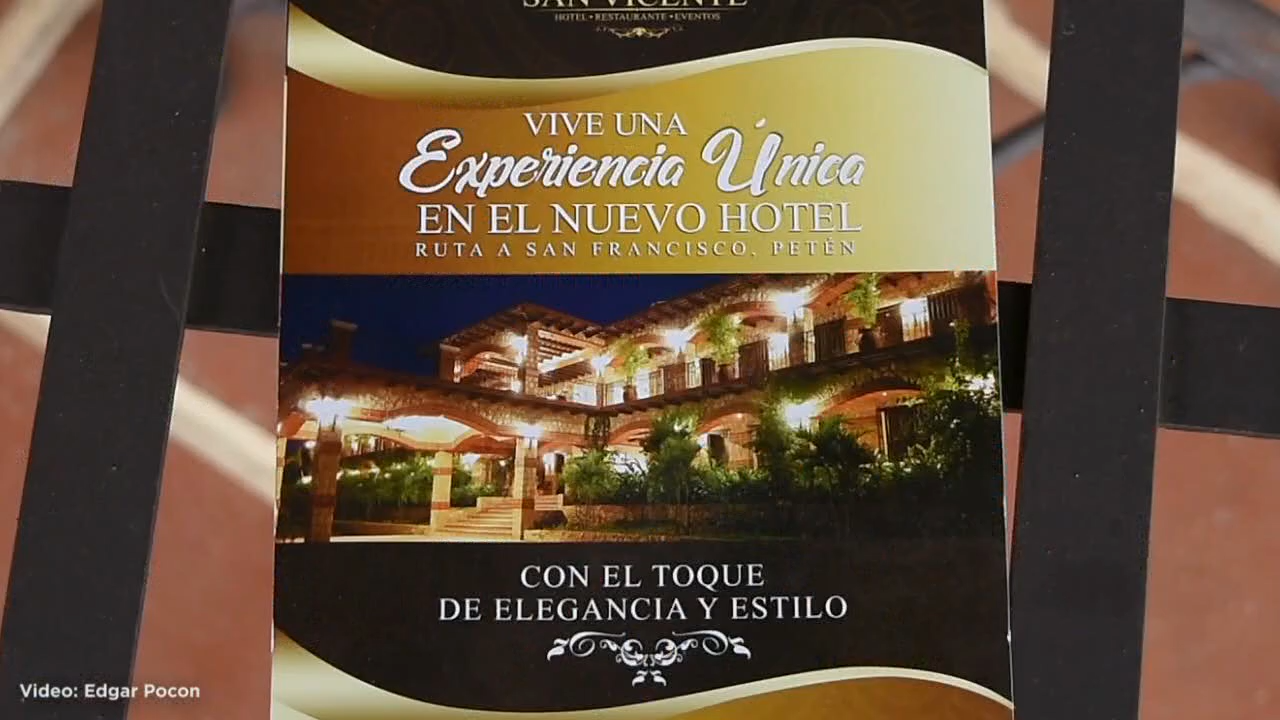 SAN VICENTE
HOTEL • RESTAURANTE • EVENTOS
VIVE UNA
Experiencia Única
EN EL NUEVO HOTEL
RUTA A SAN FRANCISCO, PETÉN
CON EL TOQUE
DE ELEGANCIA Y ESTILO
Video: Edgar Pocon